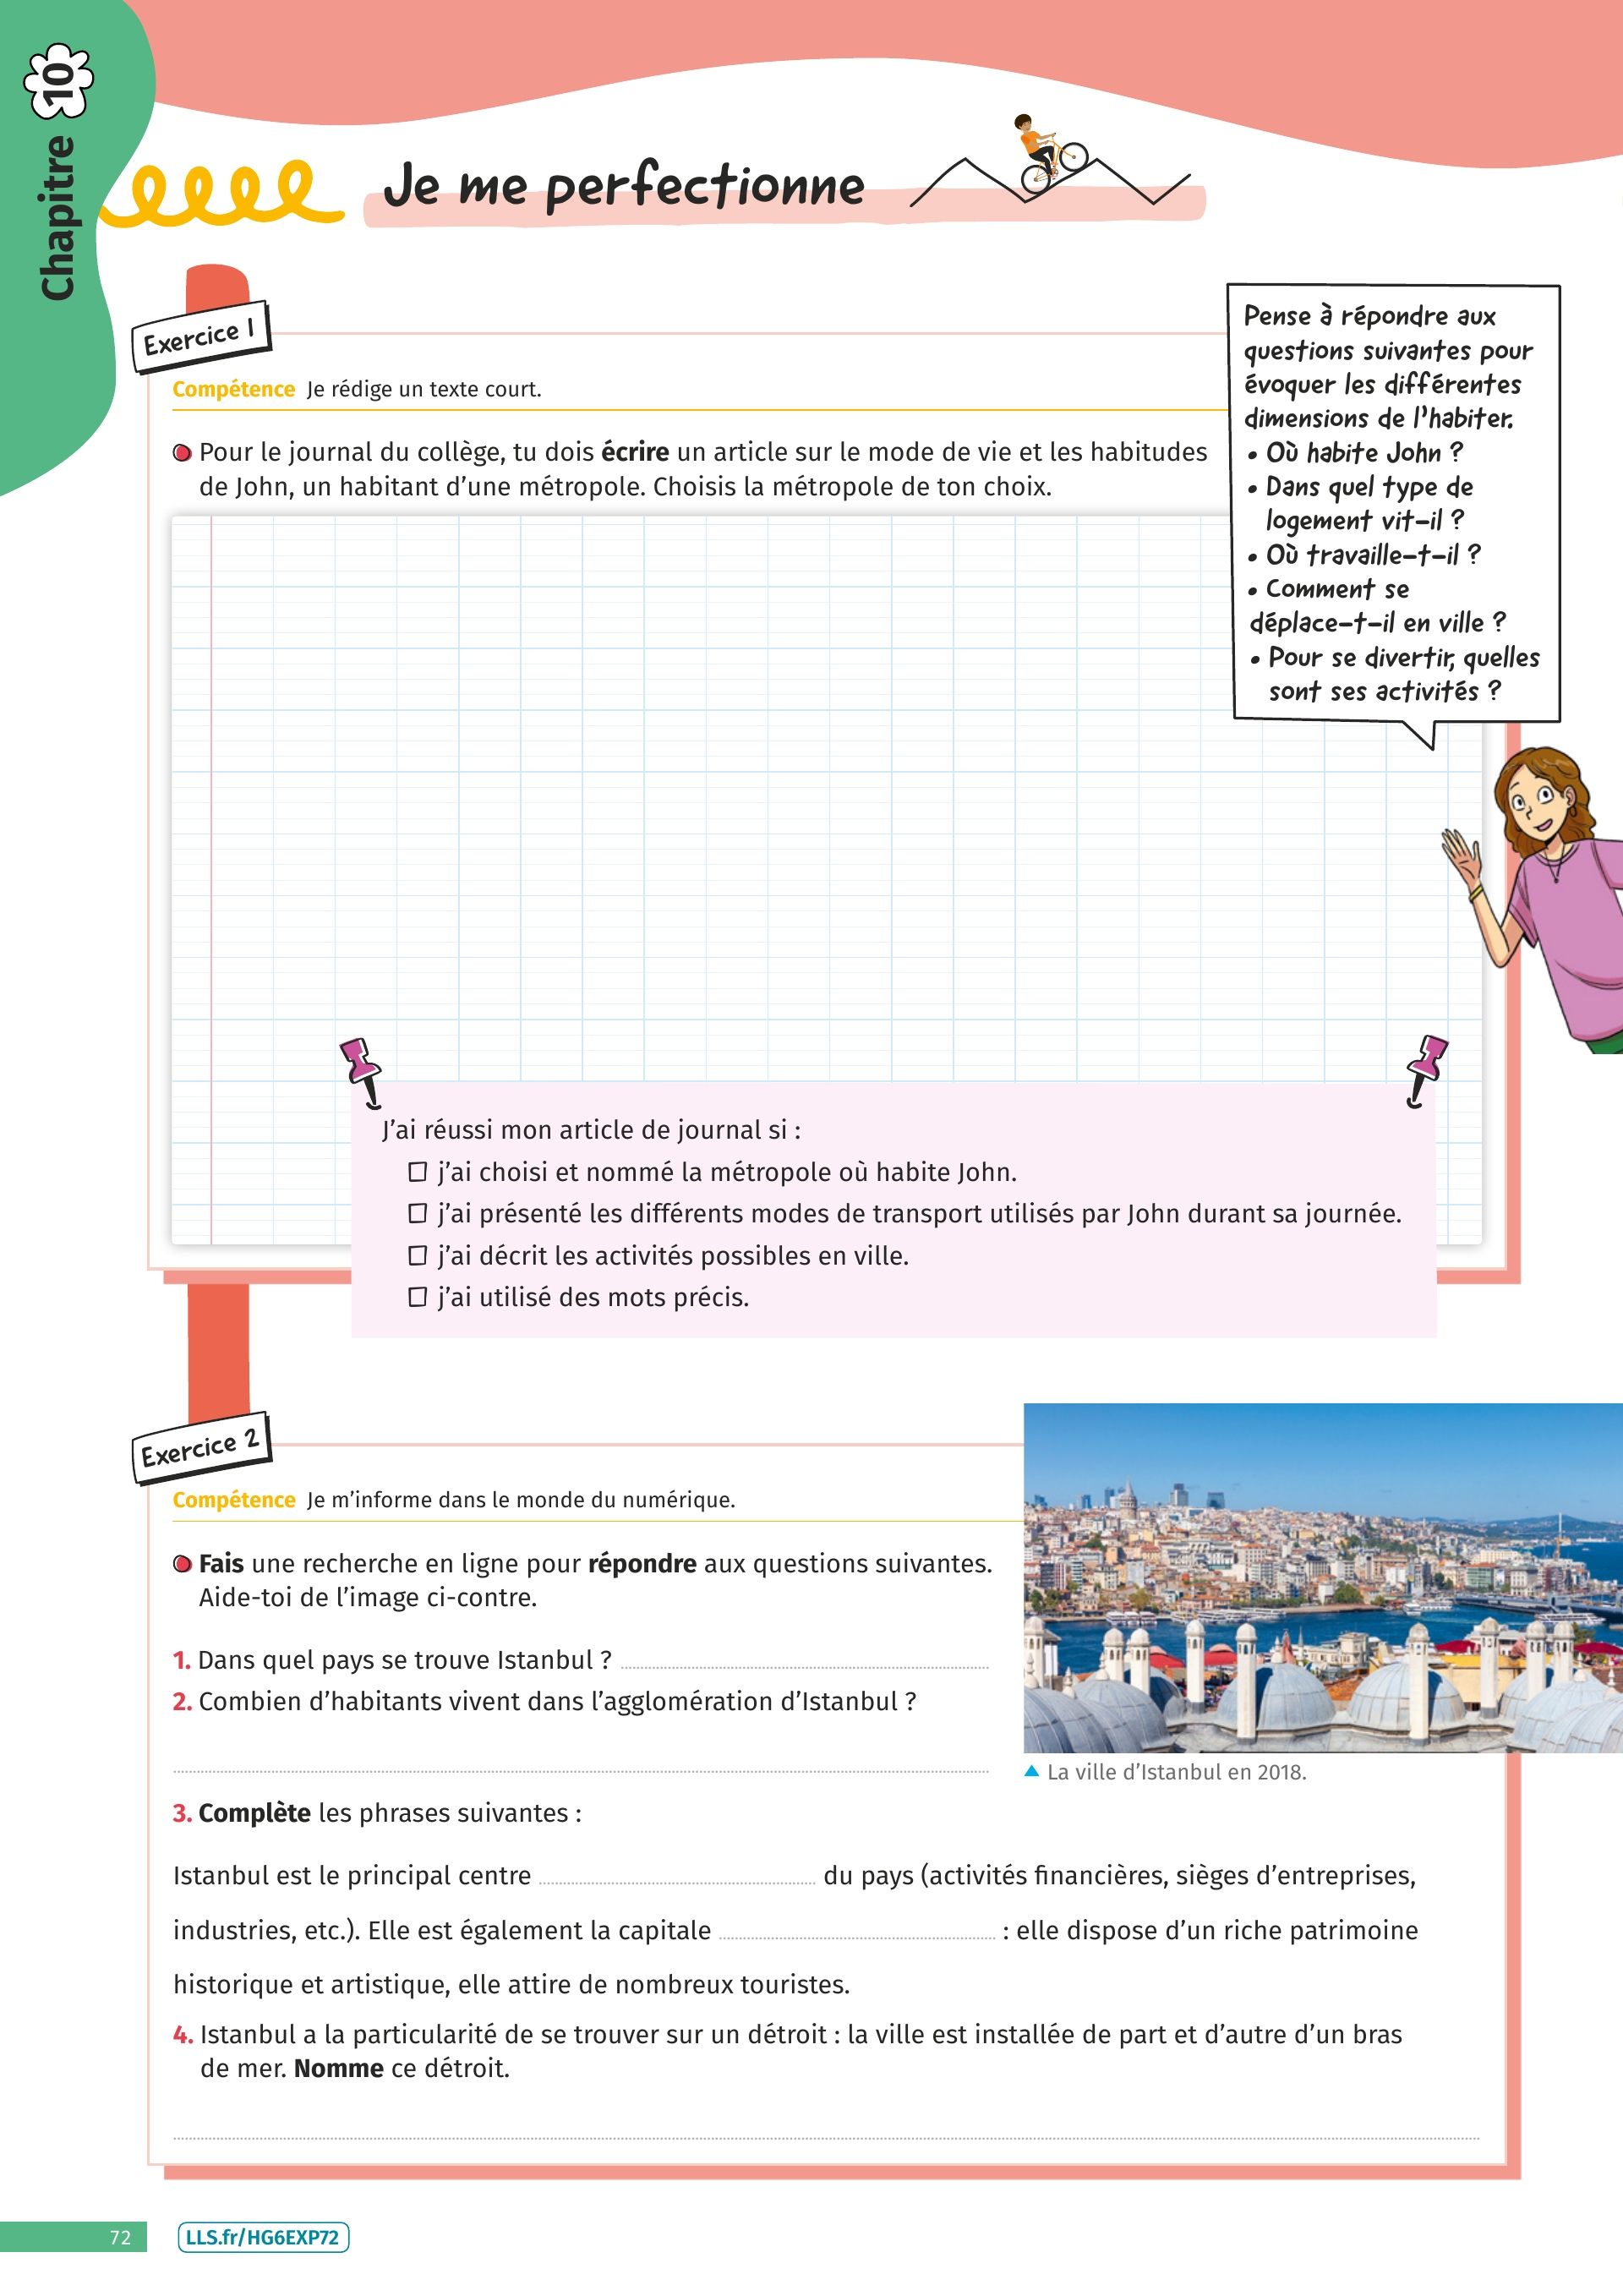 Chapitre 10
Je me perfectionne
Exercice 1
Compétence Je rédige un texte court.
Pour le journal du collège, tu dois écrire un article sur le mode de vie et les habitudes
de John, un habitant d'une métropole. Choisis la métropole de ton choix.
Pense à répondre aux
questions suivantes pour
évoquer les différentes
dimensions de l'habiter.
• Où habite John ?
• Dans quel type de
logement vit-il ?
• Où travaille-t-il ?
• Comment se
déplace-t-il en ville ?
• Pour se divertir, quelles
sont ses activités ?
J'ai réussi mon article de journal si :
j'ai choisi et nommé la métropole où habite John.
j'ai présenté les différents modes de transport utilisés par John durant sa journée.
j'ai décrit les activités possibles en ville.
j'ai utilisé des mots précis.
Exercice 2
Compétence Je m'informe dans le monde du numérique.
Fais une recherche en ligne pour répondre aux questions suivantes.
Aide-toi de l'image ci-contre.
1. Dans quel pays se trouve Istanbul ?
2. Combien d'habitants vivent dans l'agglomération d'Istanbul ?
La ville d'Istanbul en 2018.
3. Complète les phrases suivantes :
Istanbul est le principal centre du pays (activités financières, sièges d'entreprises,
industries, etc.). Elle est également la capitale : elle dispose d'un riche patrimoine
historique et artistique, elle attire de nombreux touristes.
4. Istanbul a la particularité de se trouver sur un détroit : la ville est installée de part et d'autre d'un bras
de mer. Nomme ce détroit.
72
LLS.fr/HG6EXP72